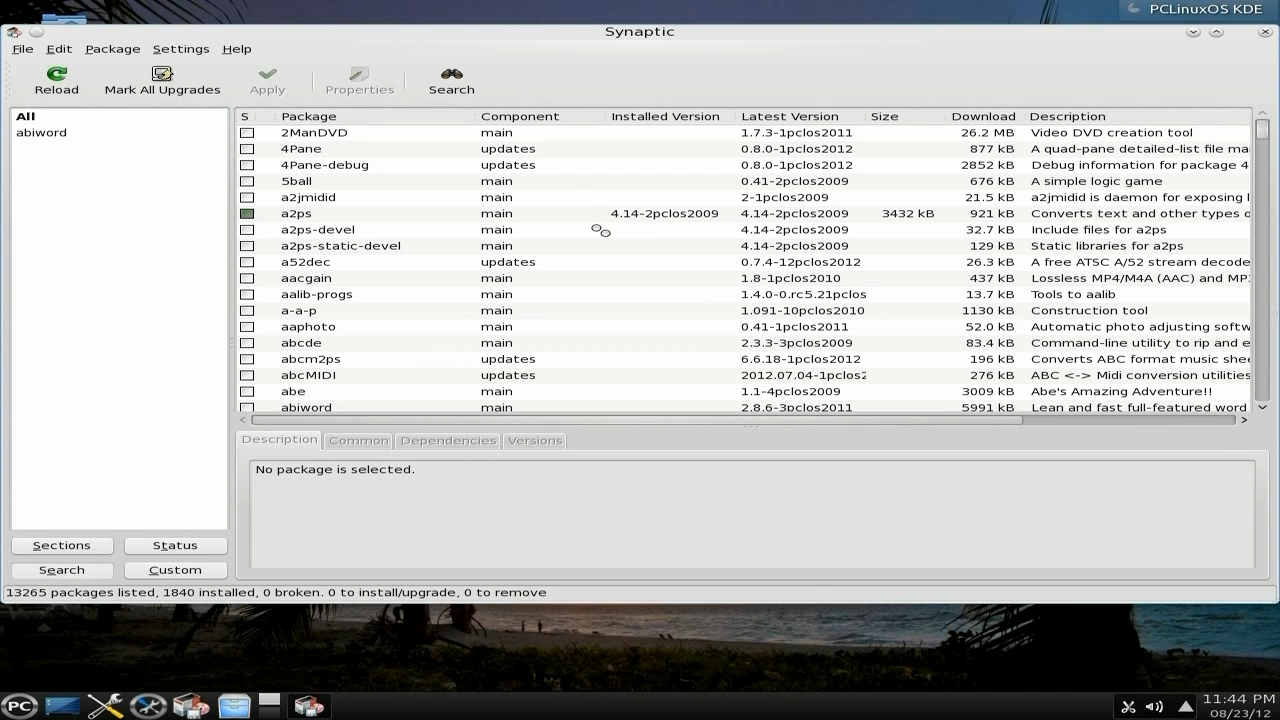 PCLinuxOS KDE
Synaptic
File Edit Package Settings Help
Reload Mark All Upgrades Apply Properties Search
All
abiword
S Package Component Installed Version Latest Version Size Download Description
2ManDVD main 1.7.3-1pclos2011 26.2 MB Video DVD creation tool
4Pane updates 0.8.0-1pclos2012 877 kB A quad-pane detailed-list file ma
4Pane-debug updates 0.8.0-1pclos2012 2852 kB Debug information for package 4
5ball main 0.41-2pclos2009 676 kB A simple logic game
a2jmidid main 2-1pclos2009 21.5 kB a2jmidid is daemon for exposing l
a2ps main 4.14-2pclos2009 4.14-2pclos2009 3432 kB 921 kB Converts text and other types o
a2ps-devel main 4.14-2pclos2009 32.7 kB Include files for a2ps
a2ps-static-devel main 4.14-2pclos2009 129 kB Static libraries for a2ps
a52dec updates 0.7.4-12pclos2012 26.3 kB A free ATSC A/52 stream decode
aacgain main 1.8-1pclos2010 437 kB Lossless MP4/M4A (AAC) and MP
aalib-progs main 1.4.0-0.rc5.21pclos 13.7 kB Tools to aalib
a-a-p main 1.091-10pclos2010 1130 kB Construction tool
aaphoto main 0.41-1pclos2011 52.0 kB Automatic photo adjusting softw
abcde main 2.3.3-3pclos2009 83.4 kB Command-line utility to rip and e
abcm2ps updates 6.6.18-1pclos2012 196 kB Converts ABC format music shee
abcMIDI updates 2012.07.04-1pclos2 276 kB ABC <-> Midi conversion utilities
abe main 1.1-4pclos2009 3009 kB Abe's Amazing Adventure!!
abiword main 2.8.6-3pclos2011 5991 kB Lean and fast full-featured word
Description Common Dependencies Versions
No package is selected.
Sections Status
Search Custom
13265 packages listed, 1840 installed, 0 broken. 0 to install/upgrade, 0 to remove
PC
11:44 PM
08/23/12